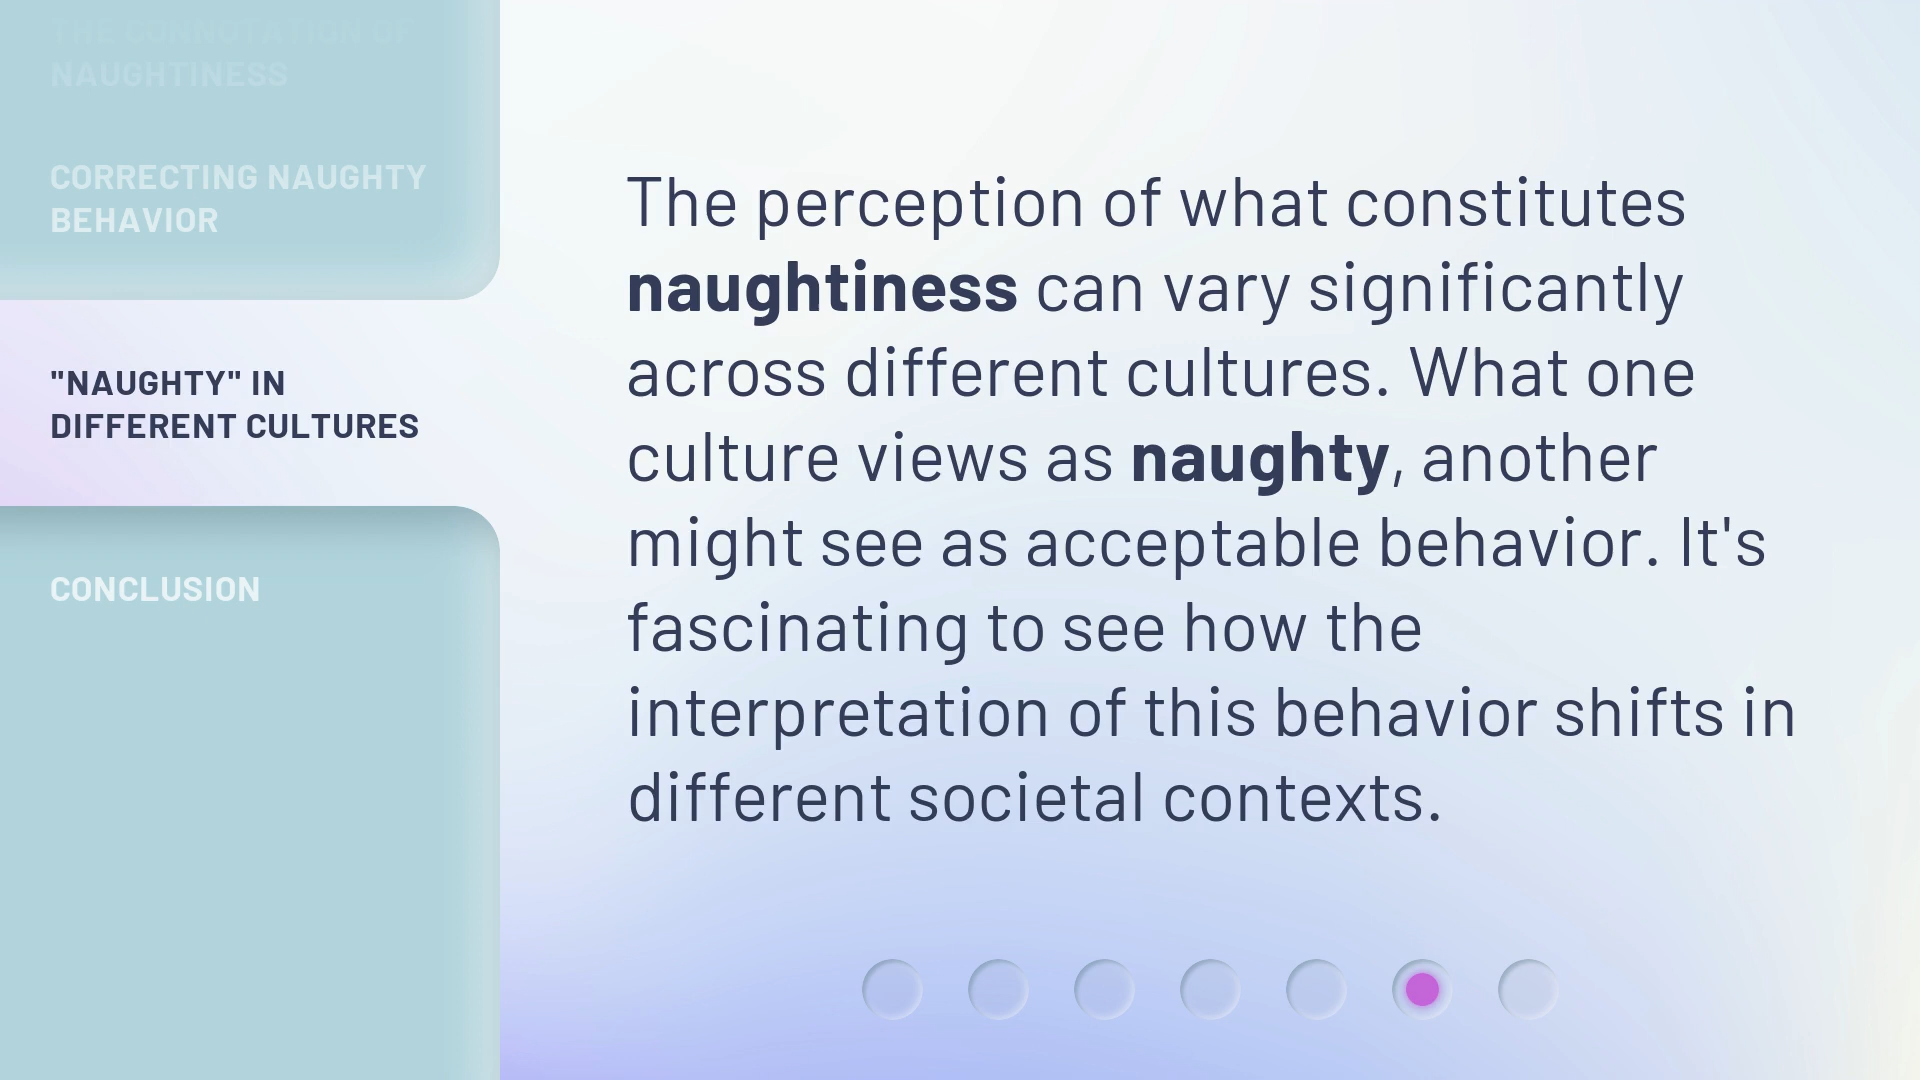 THE CONNOTATION OF
NAUGHTINESS
CORRECTING NAUGHTY
BEHAVIOR
"NAUGHTY" IN
DIFFERENT CULTURES
CONCLUSION
The perception of what constitutes
naughtiness can vary significantly
across different cultures. What one
culture views as naughty, another
might see as acceptable behavior. It's
fascinating to see how the
interpretation of this behavior shifts in
different societal contexts.